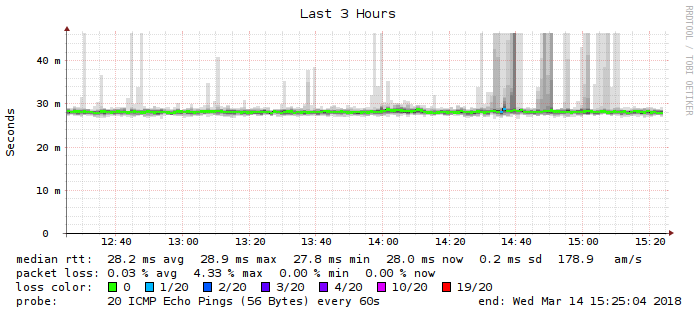 Last 3 Hours
RRDTOOL / TOBI OETIKER
Seconds
40 m
30 m
20 m
10 m
0
12:40 13:00 13:20 13:40 14:00 14:20 14:40 15:00 15:20
median rtt: 28.2 ms avg 28.9 ms max 27.8 ms min 28.0 ms now 0.2 ms sd 178.9 am/s
packet loss: 0.03 % avg 4.33 % max 0.00 % min 0.00 % now
loss color: 0 1/20 2/20 3/20 4/20 10/20 19/20
probe: 20 ICMP Echo Pings (56 Bytes) every 60s end: Wed Mar 14 15:25:04 2018